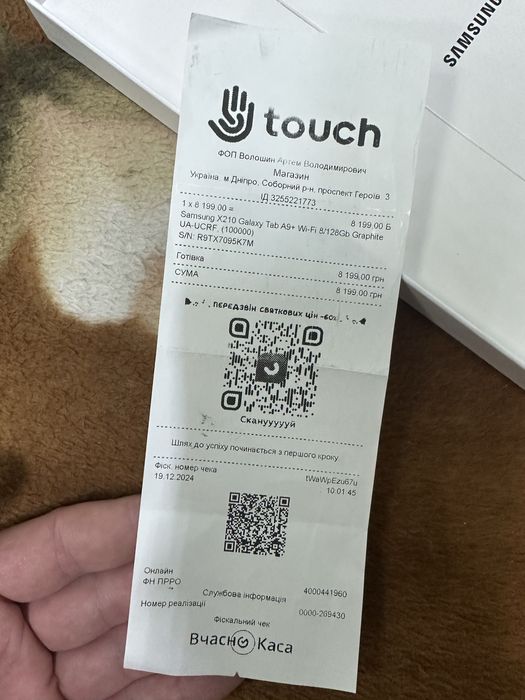 SAMSUNG
touch
ФОП Волошин Артем Володимирович
Магазин
Україна, м Дніпро, Соборний р-н, проспект Героїв 3
ІД 3255221773
1 x 8 199.00 = 8 199.00 Б
Samsung X210 Galaxy Tab A9+ Wi-Fi 8/128Gb Graphite
UA-UCRF. (100000)
S/N: R9TX7095K7M
Готівка 8 199,00 грн
СУМА 8 199,00 грн
ПЕРЕДЗВІН СВЯТКОВИХ ЦІН -60%
Скануууууй
Шлях до успіху починається з першого кроку.
Фіск. номер чека tWaWpEzu67u
19.12.2024 10:01:45
Онлайн
ФН ПРРО 4000441960
Службова інформація
Номер реалізації 0000-269430
Фіскальний чек
Вчасно Каса